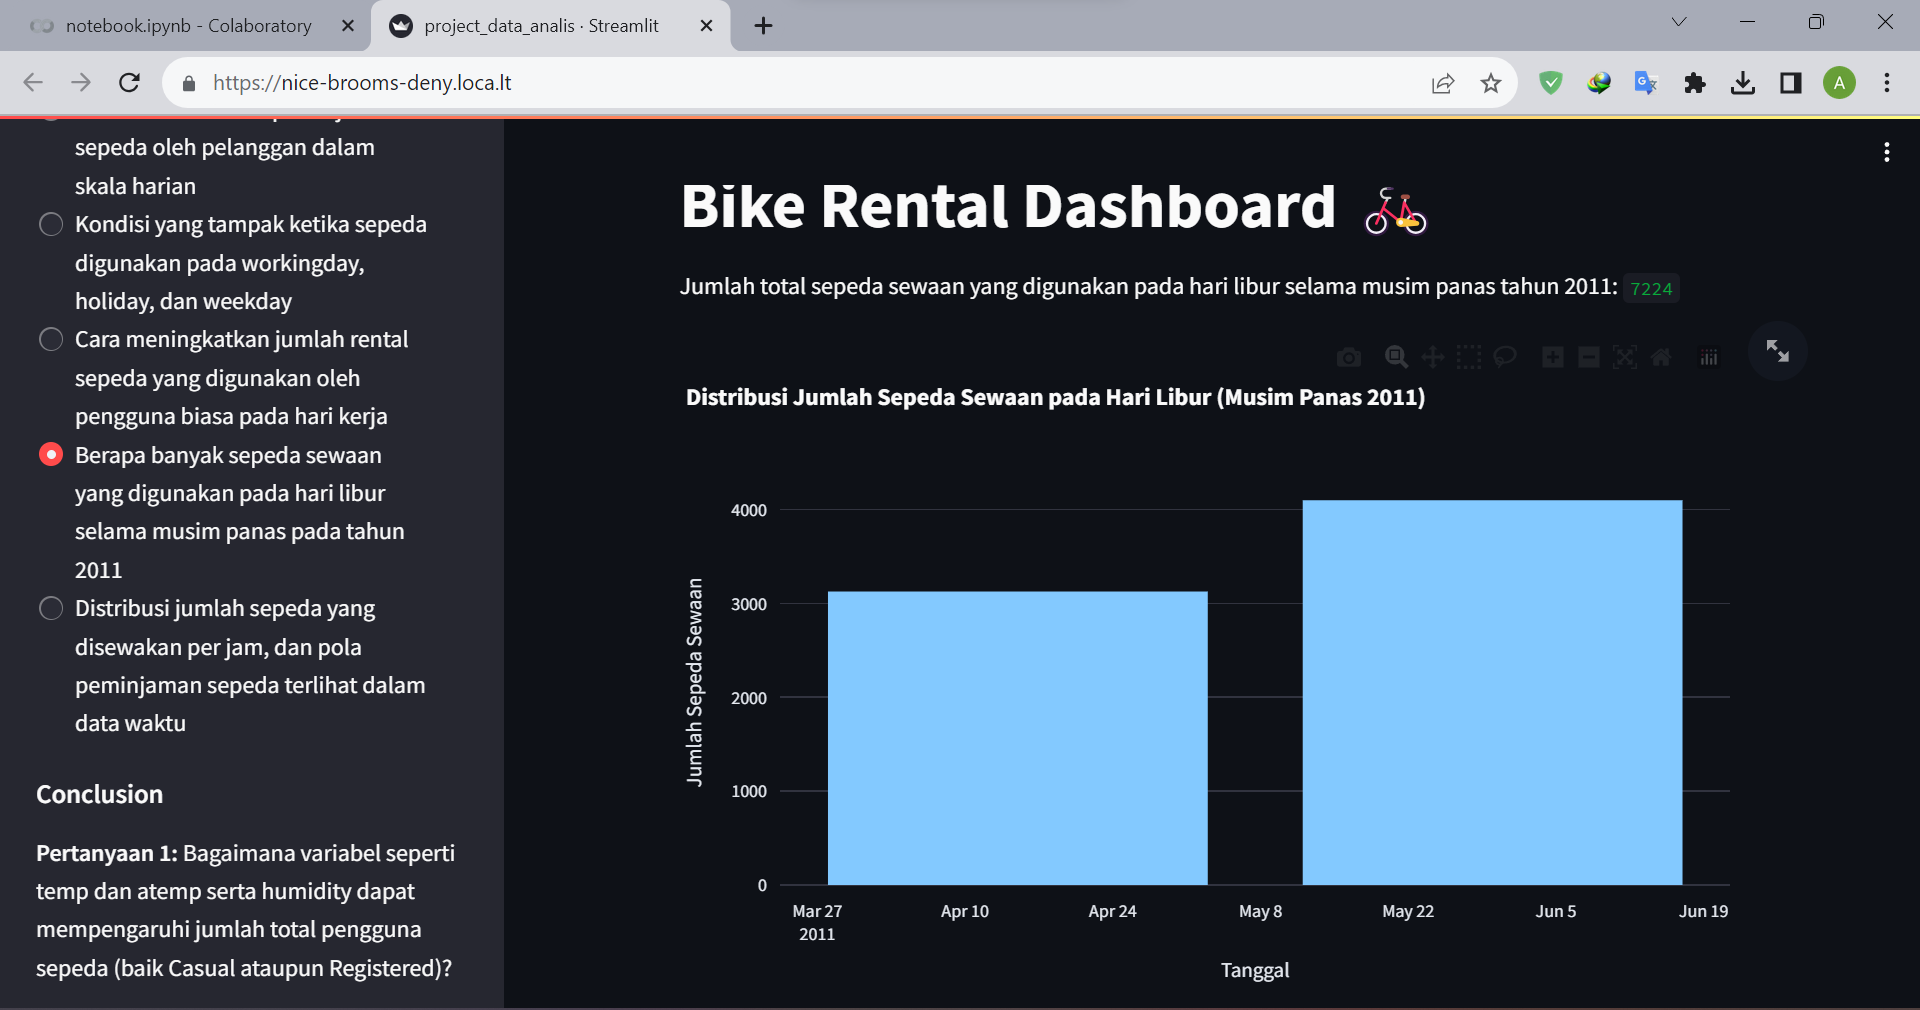 notebook.ipynb - Colaboratory
project_data_analis · Streamlit
https://nice-brooms-deny.loca.lt
A
sepeda oleh pelanggan dalam
skala harian
Kondisi yang tampak ketika sepeda
digunakan pada workingday,
holiday, dan weekday
Cara meningkatkan jumlah rental
sepeda yang digunakan oleh
pengguna biasa pada hari kerja
Berapa banyak sepeda sewaan
yang digunakan pada hari libur
selama musim panas pada tahun
2011
Distribusi jumlah sepeda yang
disewakan per jam, dan pola
peminjaman sepeda terlihat dalam
data waktu
Conclusion
Pertanyaan 1: Bagaimana variabel seperti
temp dan atemp serta humidity dapat
mempengaruhi jumlah total pengguna
sepeda (baik Casual ataupun Registered)?
Bike Rental Dashboard
Jumlah total sepeda sewaan yang digunakan pada hari libur selama musim panas tahun 2011: 7224
Distribusi Jumlah Sepeda Sewaan pada Hari Libur (Musim Panas 2011)
Jumlah Sepeda Sewaan
4000
3000
2000
1000
0
Mar 27 Apr 10 Apr 24 May 8 May 22 Jun 5 Jun 19
2011
Tanggal